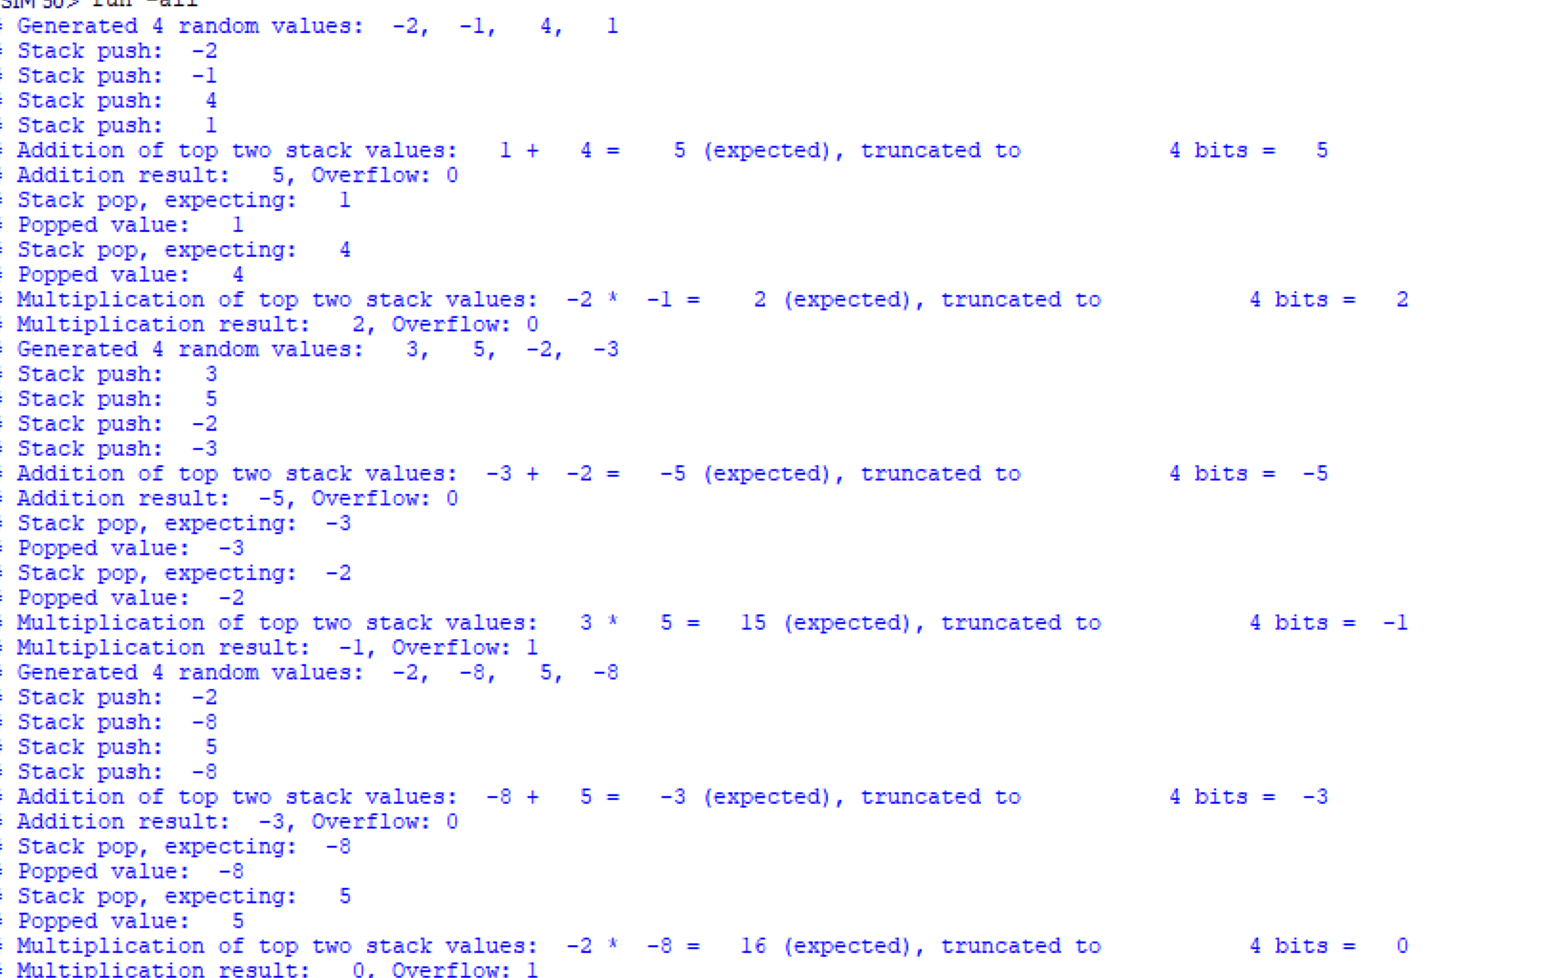 SIM 50> run -all
# Generated 4 random values:  -2,  -1,   4,   1
# Stack push:  -2
# Stack push:  -1
# Stack push:   4
# Stack push:   1
# Addition of top two stack values:   1 +   4 =    5 (expected), truncated to           4 bits =   5
# Addition result:   5, Overflow: 0
# Stack pop, expecting:   1
# Popped value:   1
# Stack pop, expecting:   4
# Popped value:   4
# Multiplication of top two stack values:  -2 *  -1 =    2 (expected), truncated to           4 bits =   2
# Multiplication result:   2, Overflow: 0
# Generated 4 random values:   3,   5,  -2,  -3
# Stack push:   3
# Stack push:   5
# Stack push:  -2
# Stack push:  -3
# Addition of top two stack values:  -3 +  -2 =   -5 (expected), truncated to           4 bits =  -5
# Addition result:  -5, Overflow: 0
# Stack pop, expecting:  -3
# Popped value:  -3
# Stack pop, expecting:  -2
# Popped value:  -2
# Multiplication of top two stack values:   3 *   5 =   15 (expected), truncated to           4 bits =  -1
# Multiplication result:  -1, Overflow: 1
# Generated 4 random values:  -2,  -8,   5,  -8
# Stack push:  -2
# Stack push:  -8
# Stack push:   5
# Stack push:  -8
# Addition of top two stack values:  -8 +   5 =   -3 (expected), truncated to           4 bits =  -3
# Addition result:  -3, Overflow: 0
# Stack pop, expecting:  -8
# Popped value:  -8
# Stack pop, expecting:   5
# Popped value:   5
# Multiplication of top two stack values:  -2 *  -8 =   16 (expected), truncated to           4 bits =   0
# Multiplication result:   0, Overflow: 1